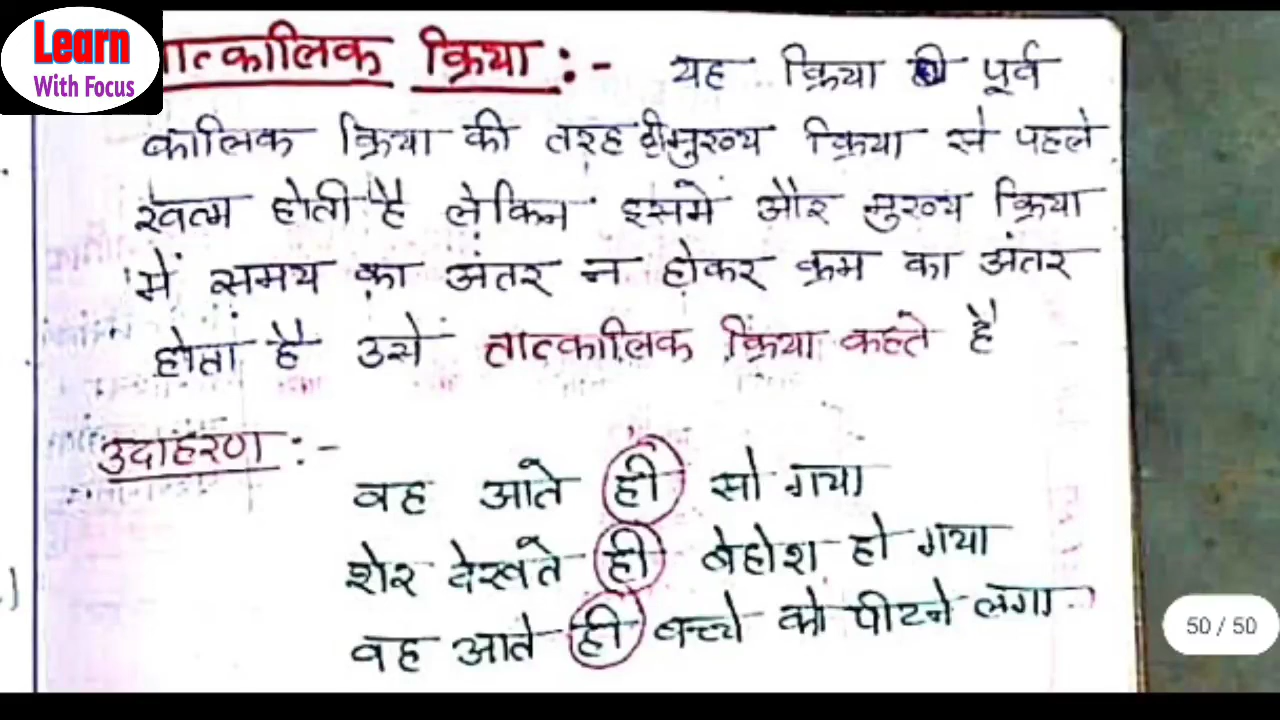 Learn
With Focus
तात्कालिक क्रिया :- यह क्रिया पूर्व
कालिक क्रिया की तरह ही मुख्य क्रिया से पहले
खत्म होती है लेकिन इसमें और मुख्य क्रिया
में समय का अंतर न होकर क्रम का अंतर
होता है उसे तात्कालिक क्रिया कहते है
उदाहरण :-
वह आते ही सो गया
शेर देखते ही बेहोश हो गया
वह आते ही बच्चे को पीटने लगा
50 / 50